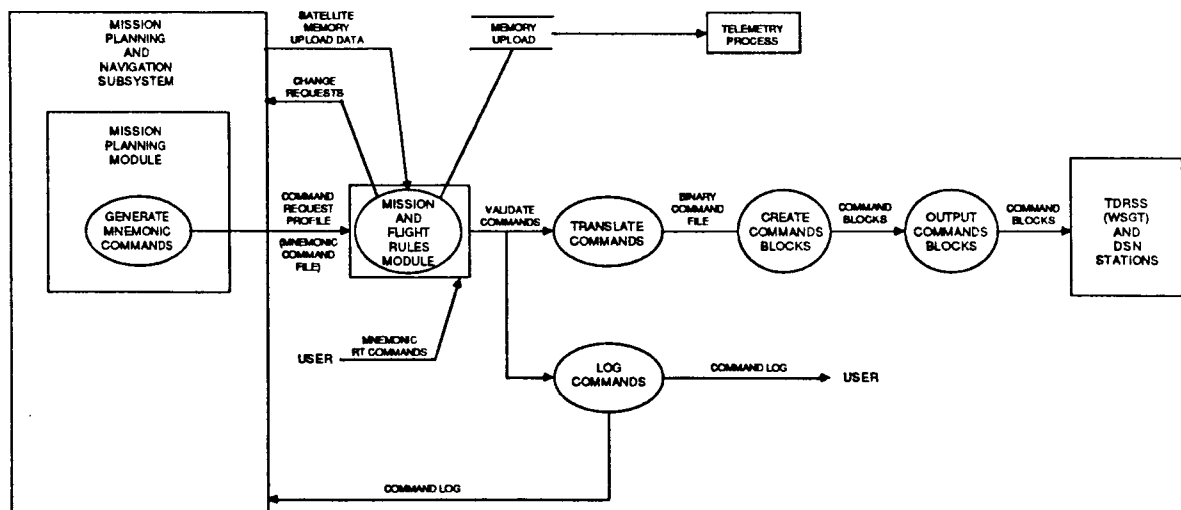 MISSION
PLANNING
AND
NAVIGATION
SUBSYSTEM
SATELLITE
MEMORY
UPLOAD DATA
MEMORY
UPLOAD
TELEMETRY
PROCESS
CHANGE
REQUESTS
MISSION
PLANNING
MODULE
GENERATE
MNEMONIC
COMMANDS
COMMAND
REQUEST
PROFILE
(MNEMONIC
COMMAND
FILE)
MISSION
AND
FLIGHT
RULES
MODULE
VALIDATE
COMMANDS
TRANSLATE
COMMANDS
BINARY
COMMAND
FILE
CREATE
COMMANDS
BLOCKS
COMMAND
BLOCKS
OUTPUT
COMMANDS
BLOCKS
COMMAND
BLOCKS
TDRSS
(WSGT)
AND
DSN
STATIONS
USER
MNEMONIC
RT COMMANDS
LOG
COMMANDS
COMMAND LOG
USER
COMMAND LOG